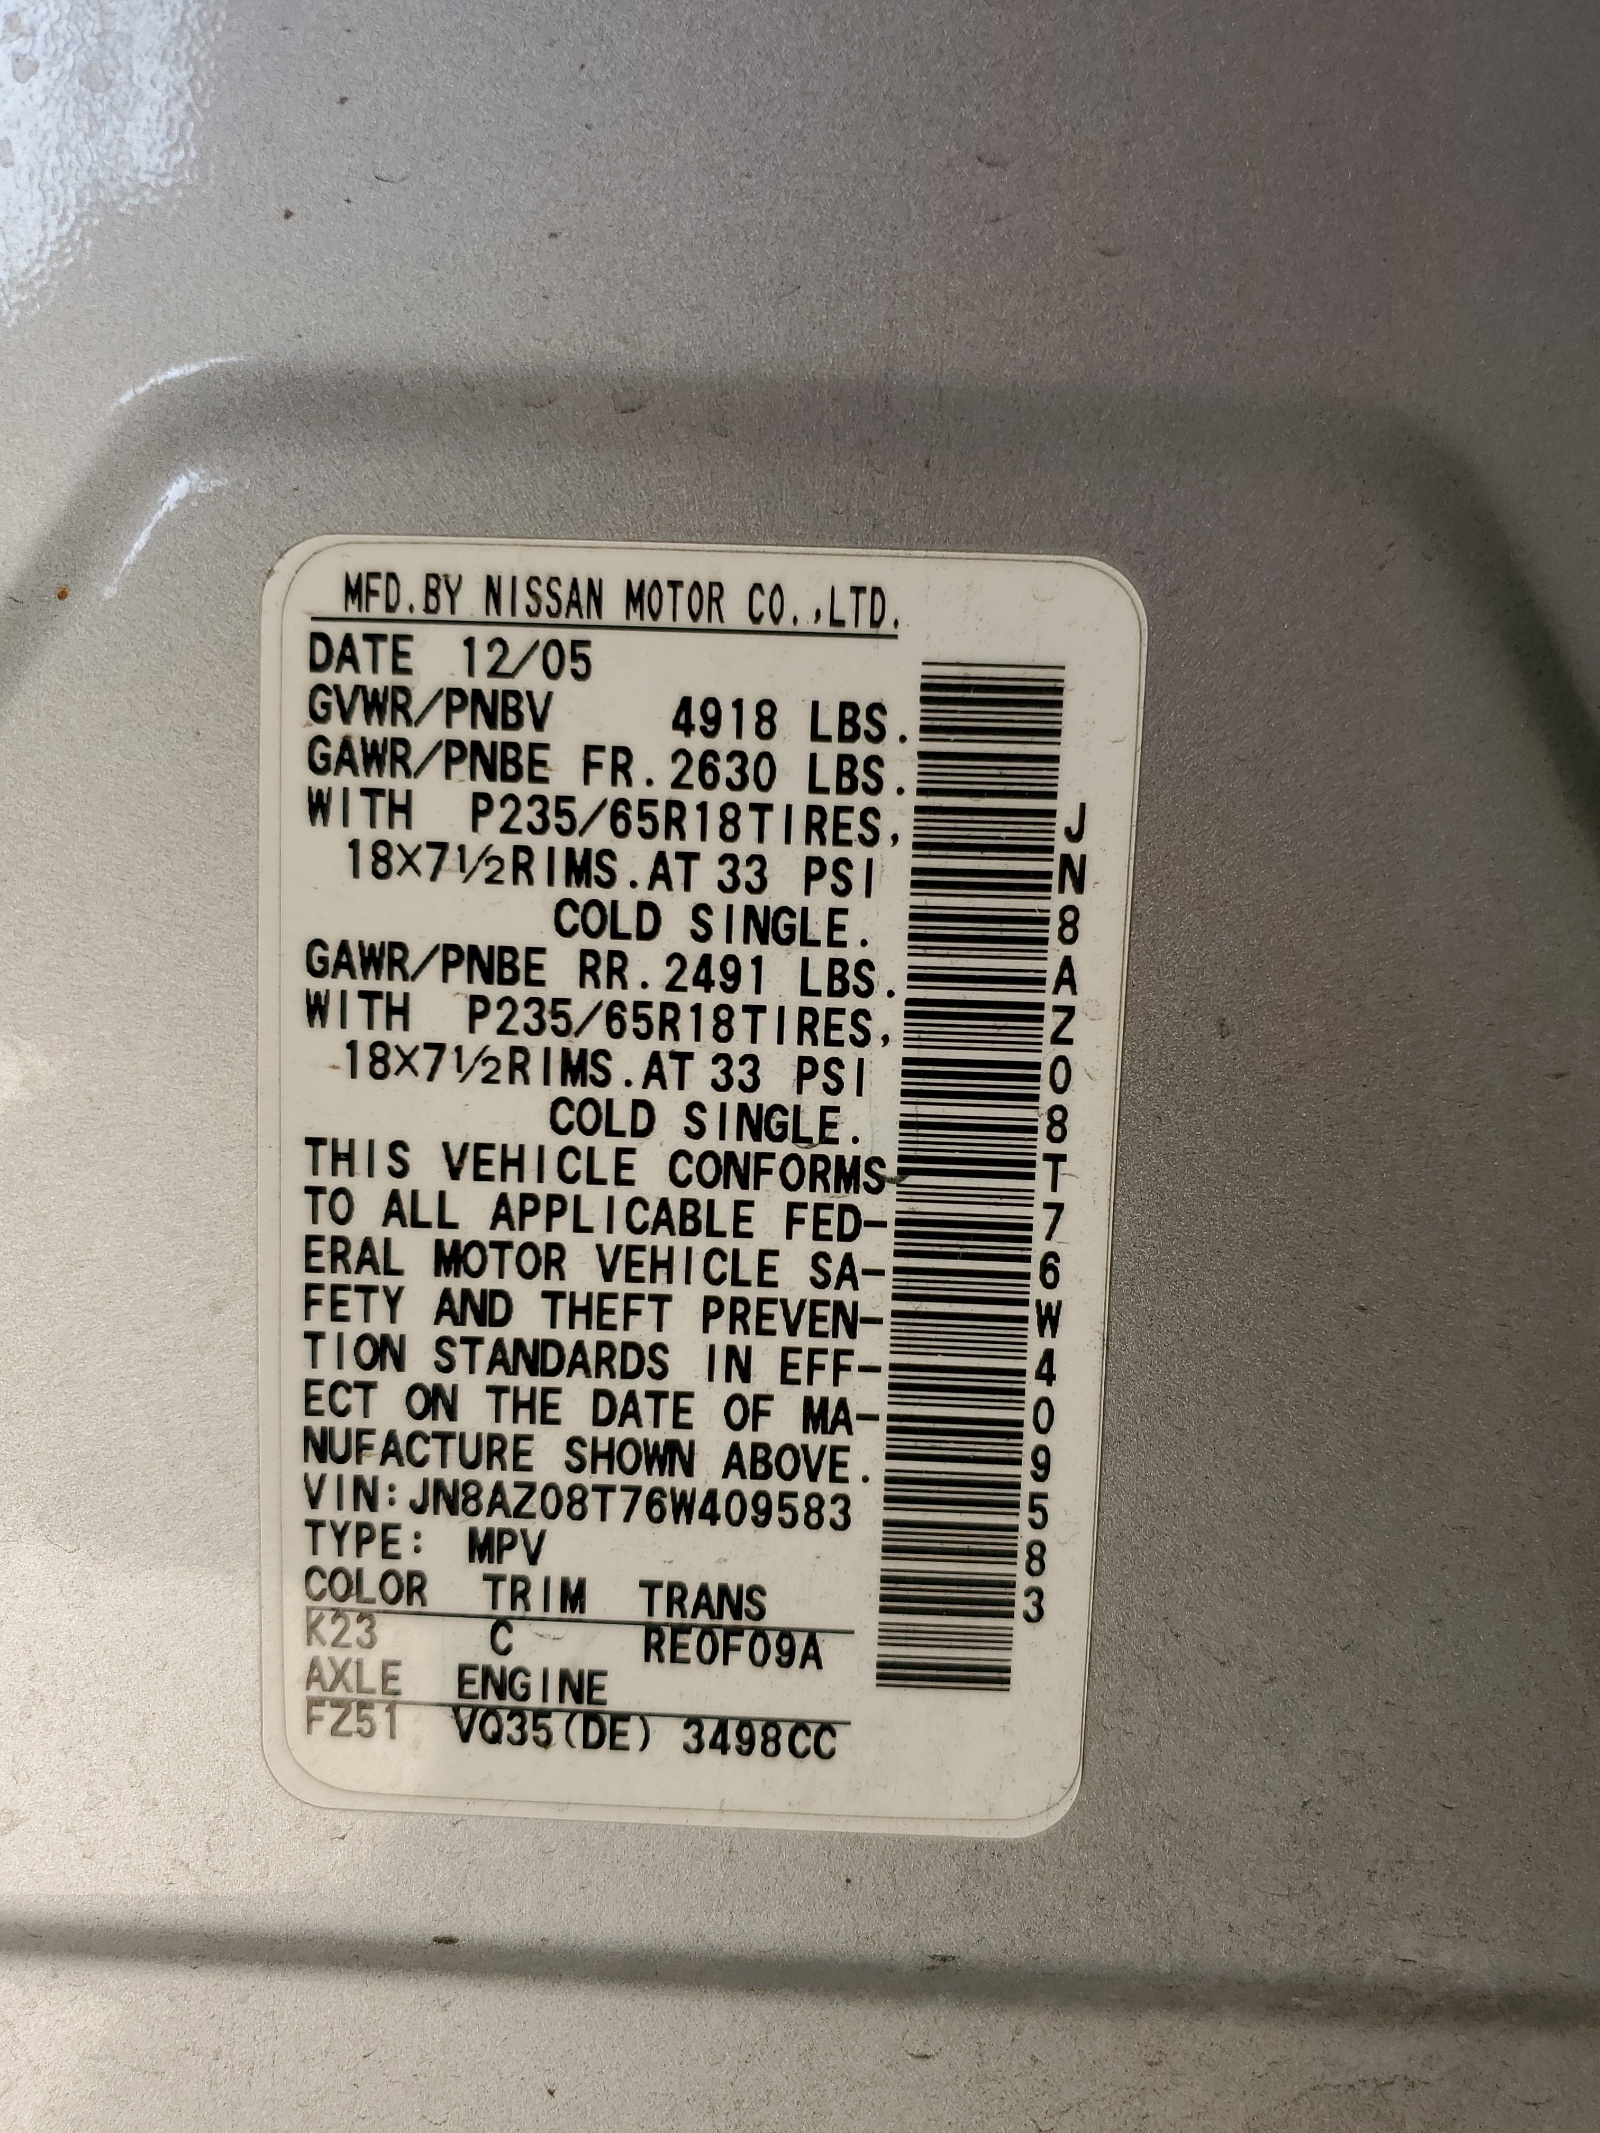 MFD.BY NISSAN MOTOR CO.,LTD.
DATE 12/05
GVWR/PNBV 4918 LBS.
GAWR/PNBE FR.2630 LBS.
WITH P235/65R18TIRES,
18X7½RIMS.AT 33 PSI
COLD SINGLE.
GAWR/PNBE RR.2491 LBS.
WITH P235/65R18TIRES,
18X7½RIMS.AT 33 PSI
COLD SINGLE.
THIS VEHICLE CONFORMS
TO ALL APPLICABLE FED-
ERAL MOTOR VEHICLE SA-
FETY AND THEFT PREVEN-
TION STANDARDS IN EFF-
ECT ON THE DATE OF MA-
NUFACTURE SHOWN ABOVE.
VIN:JN8AZ08T76W409583
TYPE: MPV
COLOR TRIM TRANS
K23 C RE0F09A
AXLE ENGINE
FZ51 VQ35(DE) 3498CC
JN8AZ08T76W409583